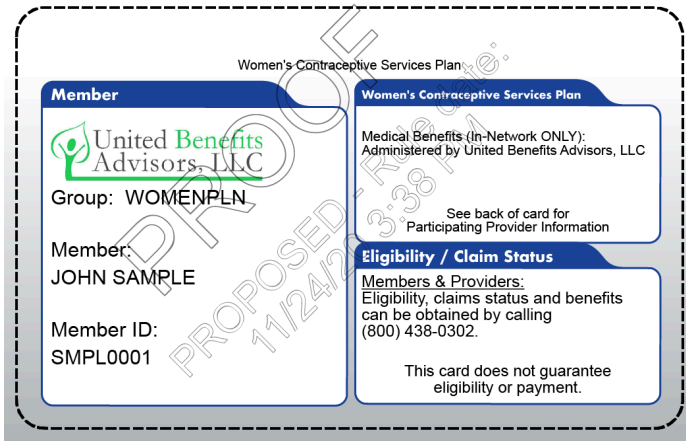 Women's Contraceptive Services Plan
Member
United Benefits
Advisors, LLC
Group: WOMENPLN
Member:
JOHN SAMPLE
Member ID:
SMPL0001
Women's Contraceptive Services Plan
Medical Benefits (In-Network ONLY):
Administered by United Benefits Advisors, LLC
See back of card for
Participating Provider Information
Eligibility / Claim Status
Members & Providers:
Eligibility, claims status and benefits
can be obtained by calling
(800) 438-0302.
This card does not guarantee
eligibility or payment.
PROOF
PROPOSED - Rule date:
11/24/20 3:38 PM